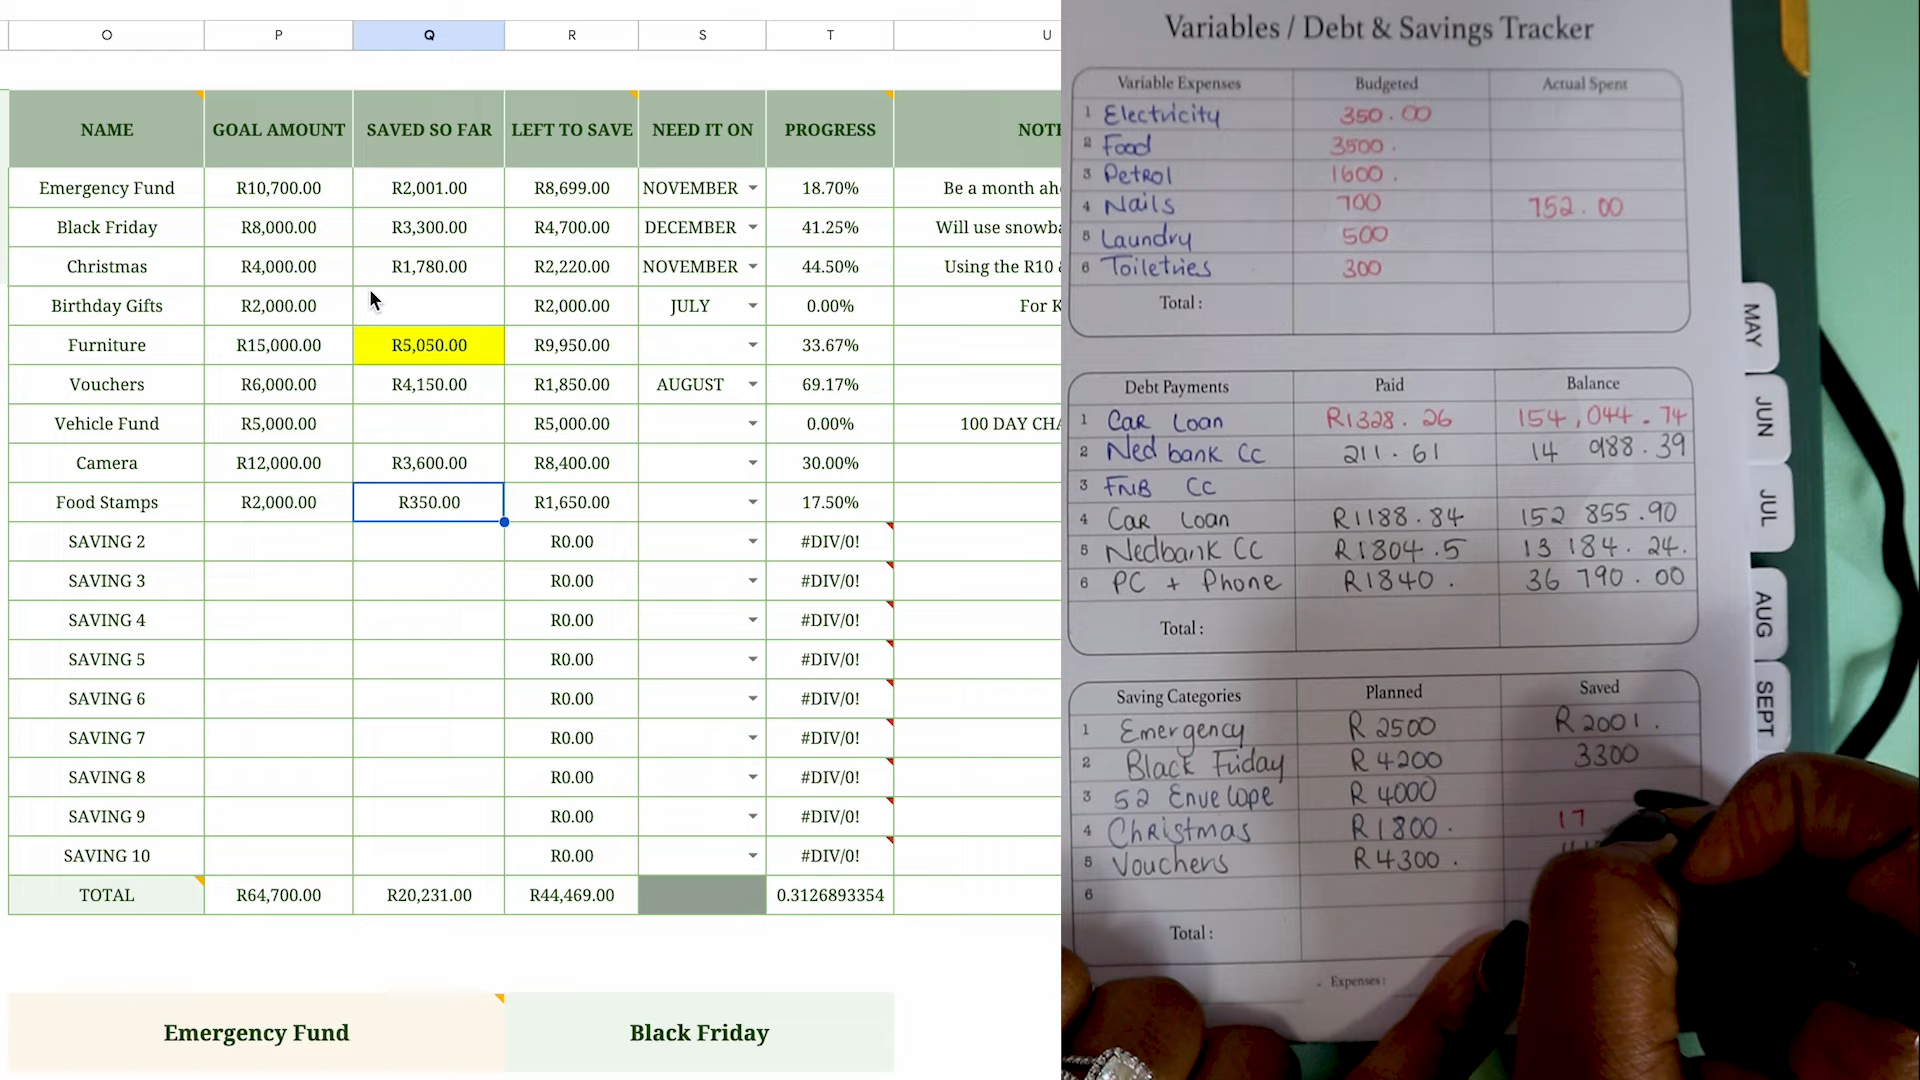 O P Q R S T U
NAME GOAL AMOUNT SAVED SO FAR LEFT TO SAVE NEED IT ON PROGRESS
Emergency Fund R10,700.00 R2,001.00 R8,699.00 NOVEMBER 18.70% Be a month
Black Friday R8,000.00 R3,300.00 R4,700.00 DECEMBER 41.25% Will use
Christmas R4,000.00 R1,780.00 R2,220.00 NOVEMBER 44.50% Using the R10
Birthday Gifts R2,000.00 R2,000.00 JULY 0.00% For
Furniture R15,000.00 R5,050.00 R9,950.00 33.67%
Vouchers R6,000.00 R4,150.00 R1,850.00 AUGUST 69.17%
Vehicle Fund R5,000.00 R5,000.00 0.00% 100 DAY
Camera R12,000.00 R3,600.00 R8,400.00 30.00%
Food Stamps R2,000.00 R350.00 R1,650.00 17.50%
SAVING 2 R0.00 #DIV/0!
SAVING 3 R0.00 #DIV/0!
SAVING 4 R0.00 #DIV/0!
SAVING 5 R0.00 #DIV/0!
SAVING 6 R0.00 #DIV/0!
SAVING 7 R0.00 #DIV/0!
SAVING 8 R0.00 #DIV/0!
SAVING 9 R0.00 #DIV/0!
SAVING 10 R0.00 #DIV/0!
TOTAL R64,700.00 R20,231.00 R44,469.00 0.3126893354
Emergency Fund Black Friday
Variables / Debt & Savings Tracker
Variable Expenses Budgeted Actual Spent
1 Electricity 350.00
2 Food 3500.
3 Petrol 1600.
4 Nails 700 752.00
5 Laundry 500
6 Toiletries 300
Total :
Debt Payments Paid Balance
1 Car Loan R1328.26 154,044.74
2 Nedbank Cc 211.61 14 988.39
3 FNB CC
4 Car Loan R1188.84 152 855.90
5 Nedbank CC R1804.5 13 184.24.
6 PC + Phone R1840. 36 790.00
Total :
Saving Categories Planned Saved
1 Emergency R 2500 R 2001.
2 Black Friday R 4200 3300
3 52 Envelope R 4000
4 Christmas R 1800. 17
5 Vouchers R 4300.
6
Total :
Expenses:
MAY
JUN
JUL
AUG
SEPT